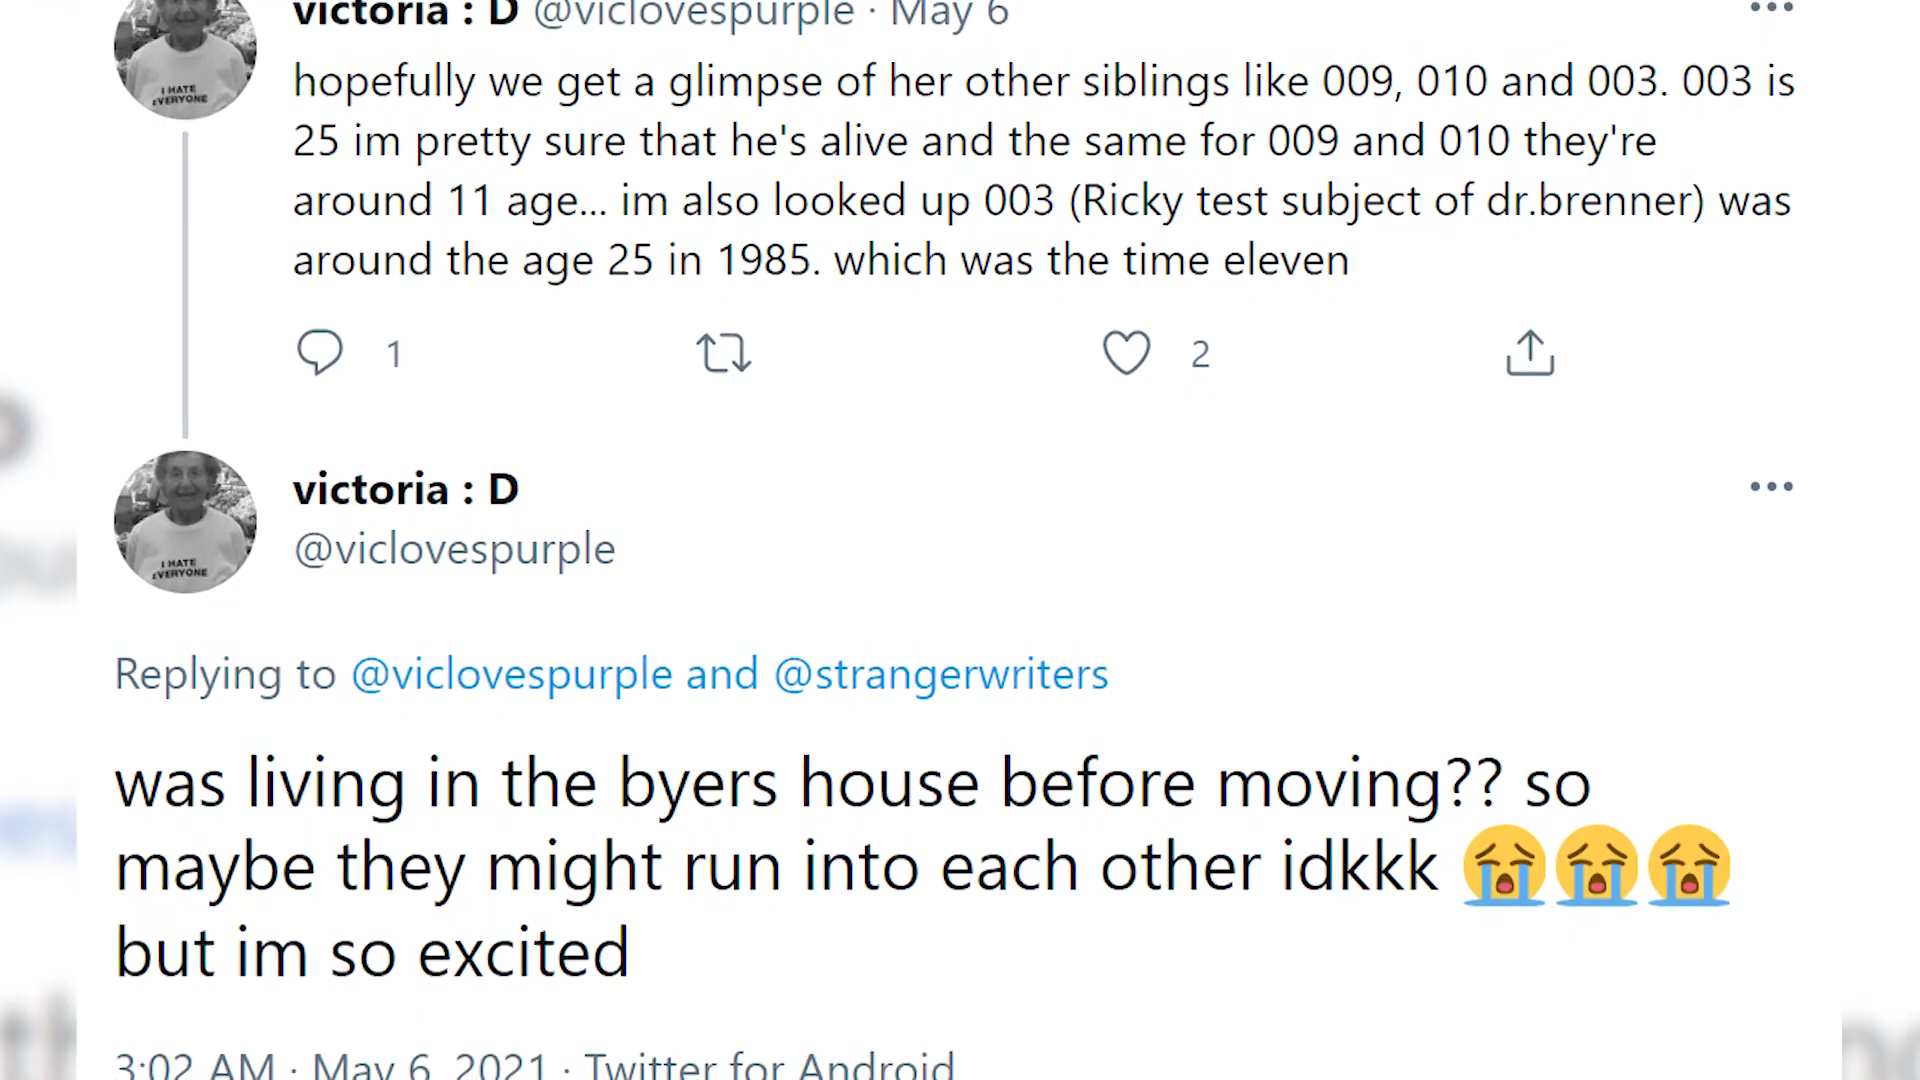 victoria : D @viclovespurple · May 6
I HATE
EVERYONE
hopefully we get a glimpse of her other siblings like 009, 010 and 003. 003 is
25 im pretty sure that he's alive and the same for 009 and 010 they're
around 11 age... im also looked up 003 (Ricky test subject of dr.brenner) was
around the age 25 in 1985. which was the time eleven
1
2
victoria : D
@viclovespurple
I HATE
EVERYONE
Replying to @viclovespurple and @strangerwriters
was living in the byers house before moving?? so
maybe they might run into each other idkkk 😭😭😭
but im so excited
3:02 AM · May 6, 2021 · Twitter for Android